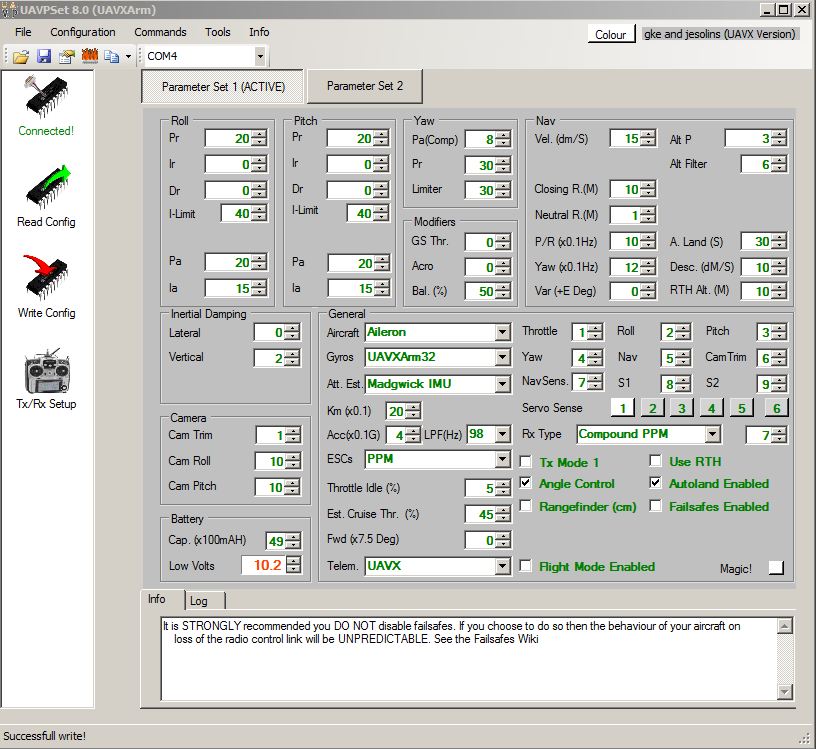 UAVPSet 8.0 (UAVXArm)
File Configuration Commands Tools Info
Colour
gke and jesolins (UAVX Version)
COM4
Connected!
Read Config
Write Config
Tx/Rx Setup
Parameter Set 1 (ACTIVE) Parameter Set 2
Roll
Pr 20
Ir 0
Dr 0
I-Limit 40
Pa 20
Ia 15
Pitch
Pr 20
Ir 0
Dr 0
I-Limit 40
Pa 20
Ia 15
Yaw
Pa(Comp) 8
Pr 30
Limiter 30
Modifiers
GS Thr. 0
Acro 0
Bal. (%) 50
Nav
Vel. (dm/S) 15 Alt P 3
Alt Filter 6
Closing R.(M) 10
Neutral R.(M) 1
P/R (x0.1Hz) 10 A. Land (S) 30
Yaw (x0.1Hz) 12 Desc. (dM/S) 10
Var (+E Deg) 0 RTH Alt. (M) 10
Inertial Damping
Lateral 0
Vertical 2
Camera
Cam Trim 1
Cam Roll 10
Cam Pitch 10
Battery
Cap. (x100mAH) 49
Low Volts 10.2
General
Aircraft Aileron
Gyros UAVXArm32
Att. Est. Madgwick IMU
Km (x0.1) 20
Acc(x0.1G) 4 LPF(Hz) 98
ESCs PPM
Throttle Idle (%) 5
Est. Cruise Thr. (%) 45
Fwd (x7.5 Deg) 0
Telem. UAVX
Throttle 1 Roll 2 Pitch 3
Yaw 4 Nav 5 CamTrim 6
NavSens. 7 S1 8 S2 9
Servo Sense 1 2 3 4 5 6
Rx Type Compound PPM 7
Tx Mode 1 Use RTH
Angle Control Autoland Enabled
Rangefinder (cm) Failsafes Enabled
Flight Mode Enabled Magic!
Info Log
It is STRONGLY recommended you DO NOT disable failsafes. If you choose to do so then the behaviour of your aircraft on
loss of the radio control link will be UNPREDICTABLE. See the Failsafes Wiki
Successfull write!